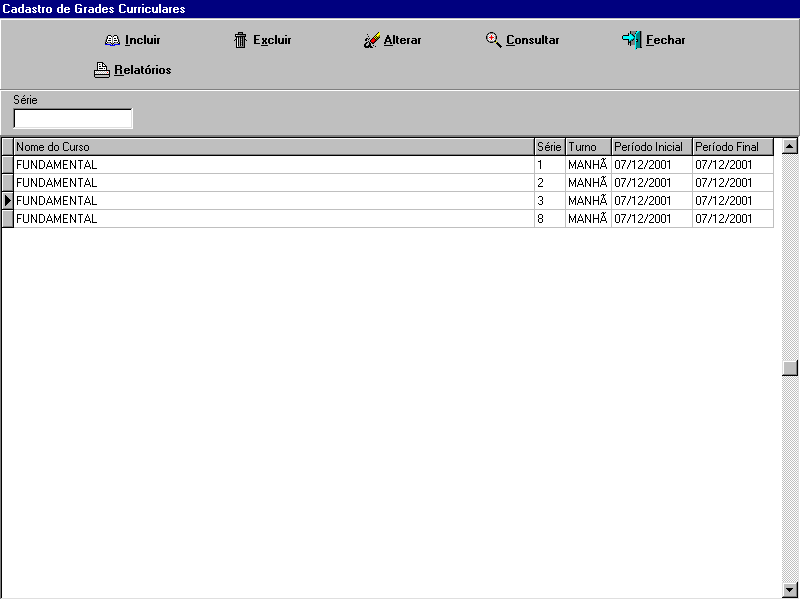 Cadastro de Grades Curriculares
Incluir Excluir Alterar Consultar Fechar
Relatórios
Série
Nome do Curso Série Turno Período Inicial Período Final
FUNDAMENTAL 1 MANHÃ 07/12/2001 07/12/2001
FUNDAMENTAL 2 MANHÃ 07/12/2001 07/12/2001
FUNDAMENTAL 3 MANHÃ 07/12/2001 07/12/2001
FUNDAMENTAL 8 MANHÃ 07/12/2001 07/12/2001